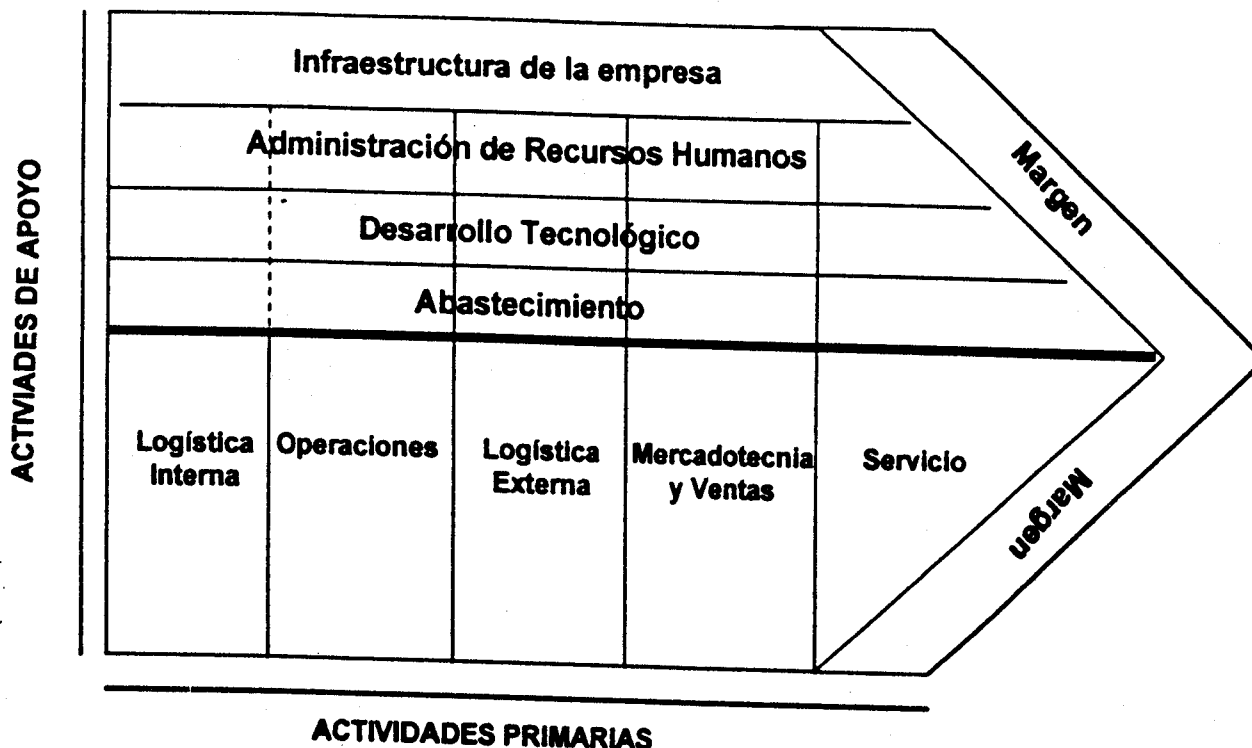 Infraestructura de la empresa
Administración de Recursos Humanos
Desarrollo Tecnológico
Abastecimiento
ACTIVIADES DE APOYO
Margen
Logística
Interna
Operaciones
Logística
Externa
Mercadotecnia
y Ventas
Servicio
Margen
ACTIVIDADES PRIMARIAS